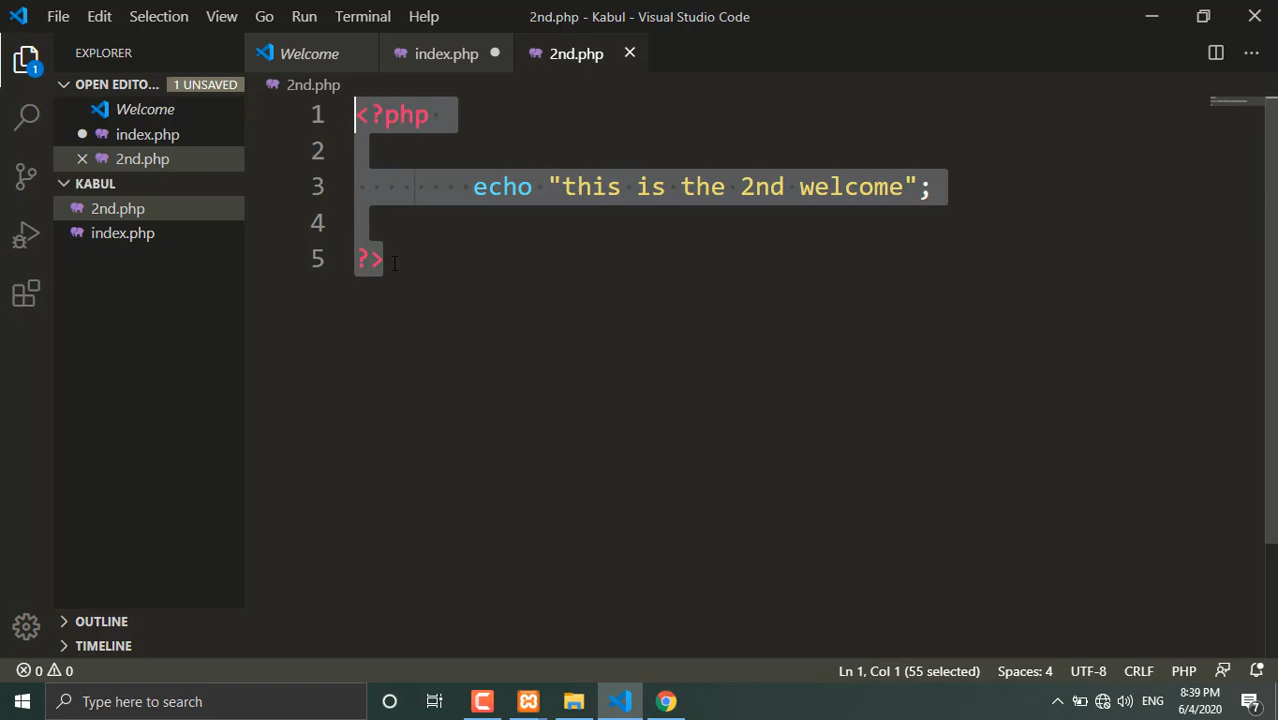 File Edit Selection View Go Run Terminal Help 2nd.php - Kabul - Visual Studio Code
EXPLORER
Welcome index.php 2nd.php
OPEN EDITO... 1 UNSAVED
Welcome
index.php
2nd.php
KABUL
2nd.php
index.php
OUTLINE
TIMELINE
1
2nd.php
1 <?php
2
3 echo "this is the 2nd welcome";
4
5 ?>
0 0 Ln 1, Col 1 (55 selected) Spaces: 4 UTF-8 CRLF PHP
Type here to search ENG 8:39 PM
6/4/2020
7